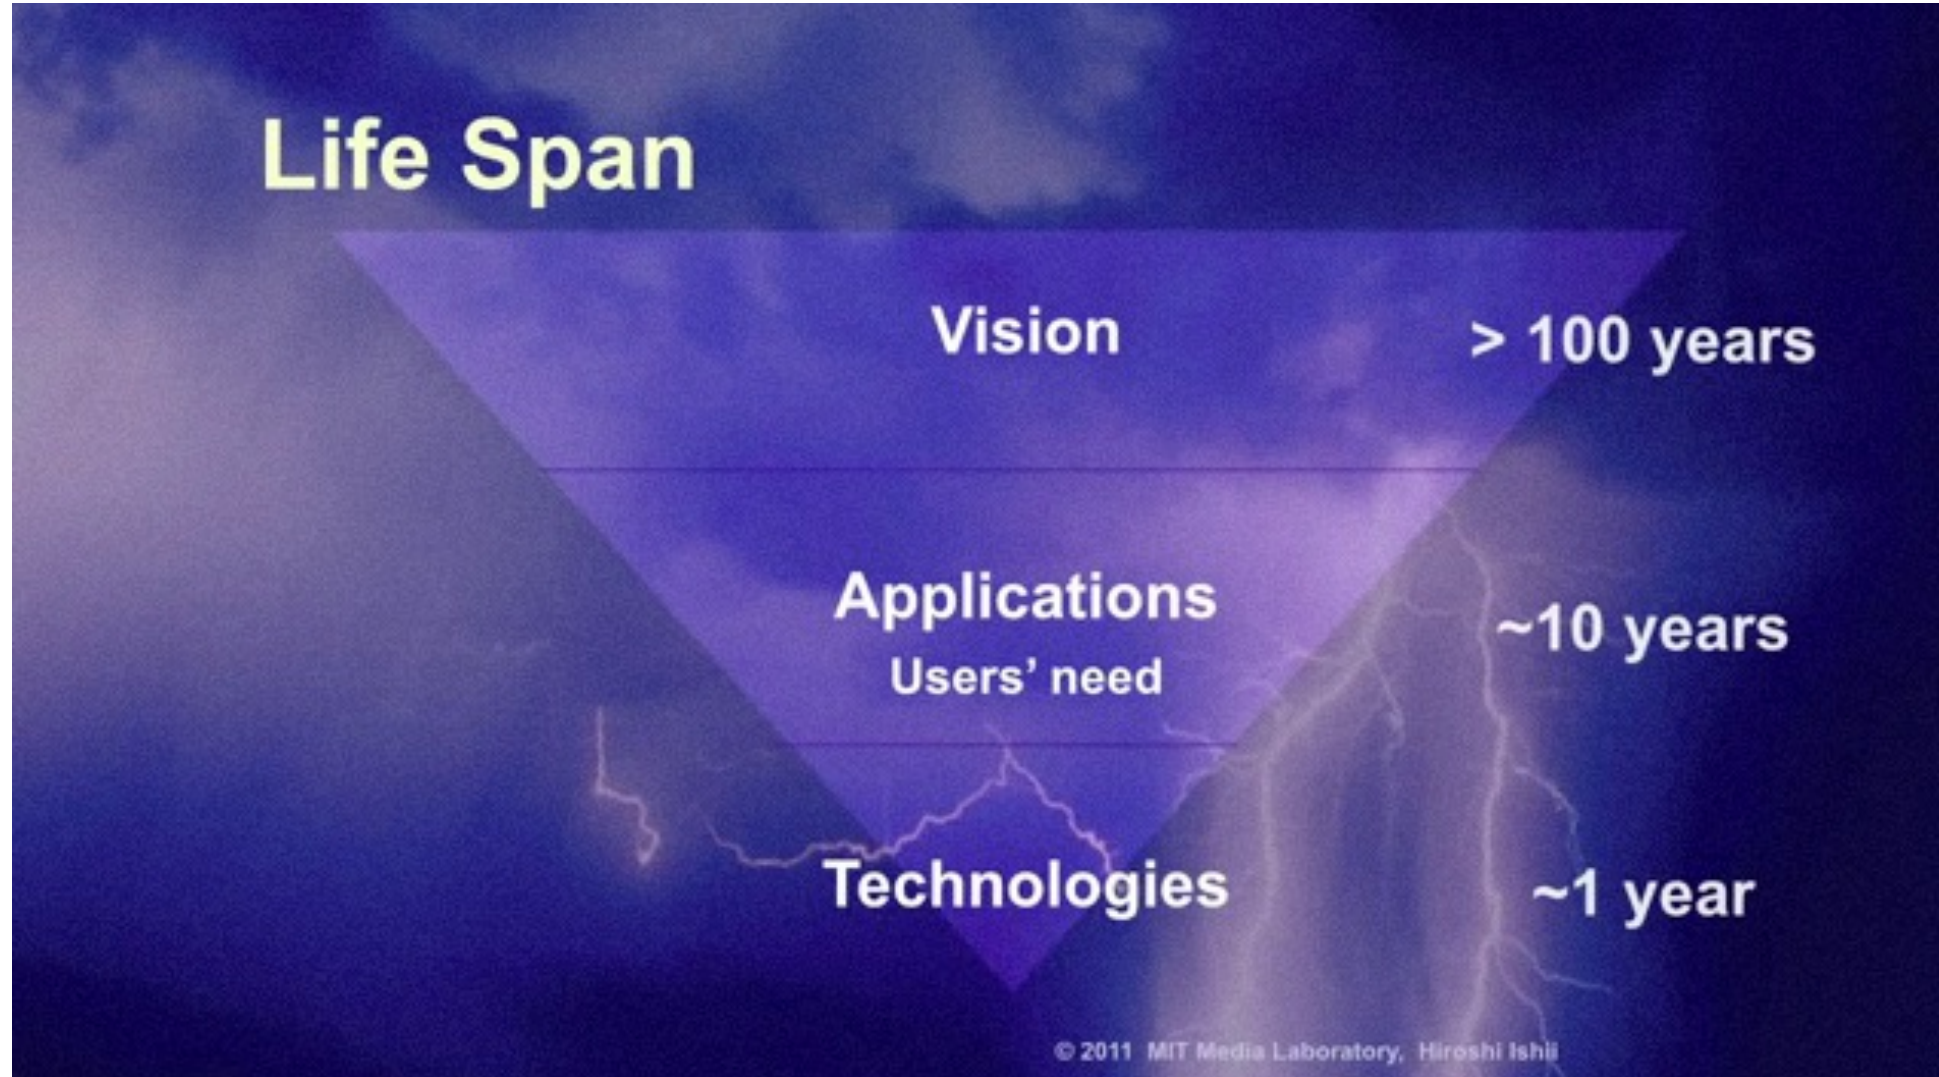 Life Span
Vision
> 100 years
Applications
Users’ need
~10 years
Technologies
~1 year
© 2011 MIT Media Laboratory, Hiroshi Ishii